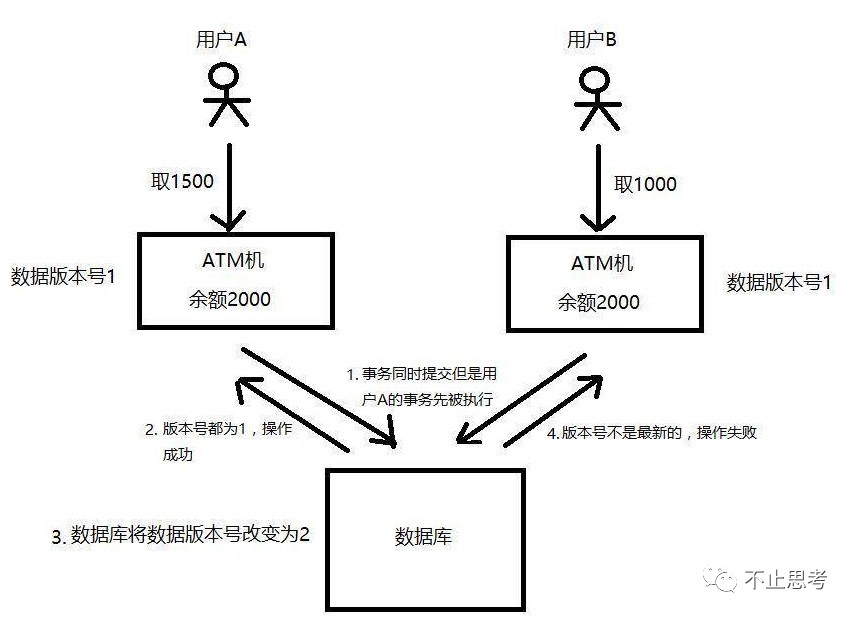 用户A
用户B
取1500
取1000
ATM机
余额2000
数据版本号1
ATM机
余额2000
数据版本号1
1. 事务同时提交但是用
户A的事务先被执行
2. 版本号都为1，操作
成功
4.版本号不是最新的，操作失败
3. 数据库将数据版本号改变为2
数据库
不止思考